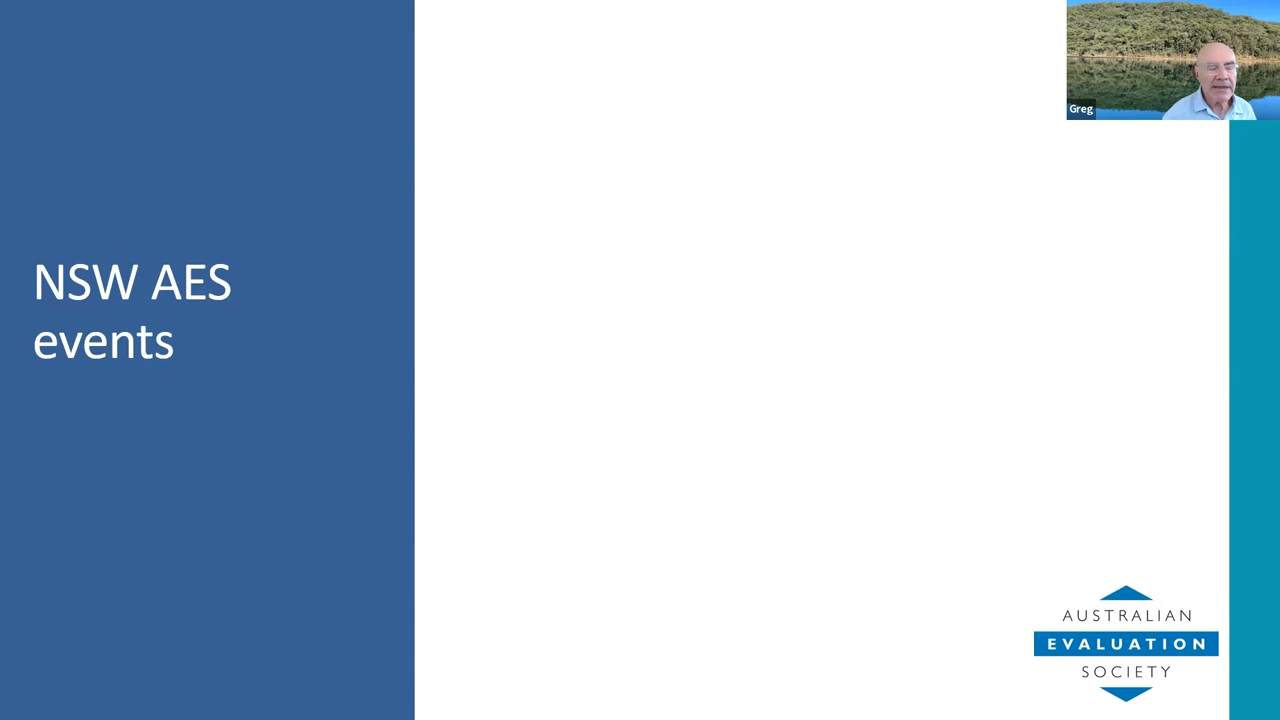 NSW AES
events
Greg
AUSTRALIAN
EVALUATION
SOCIETY